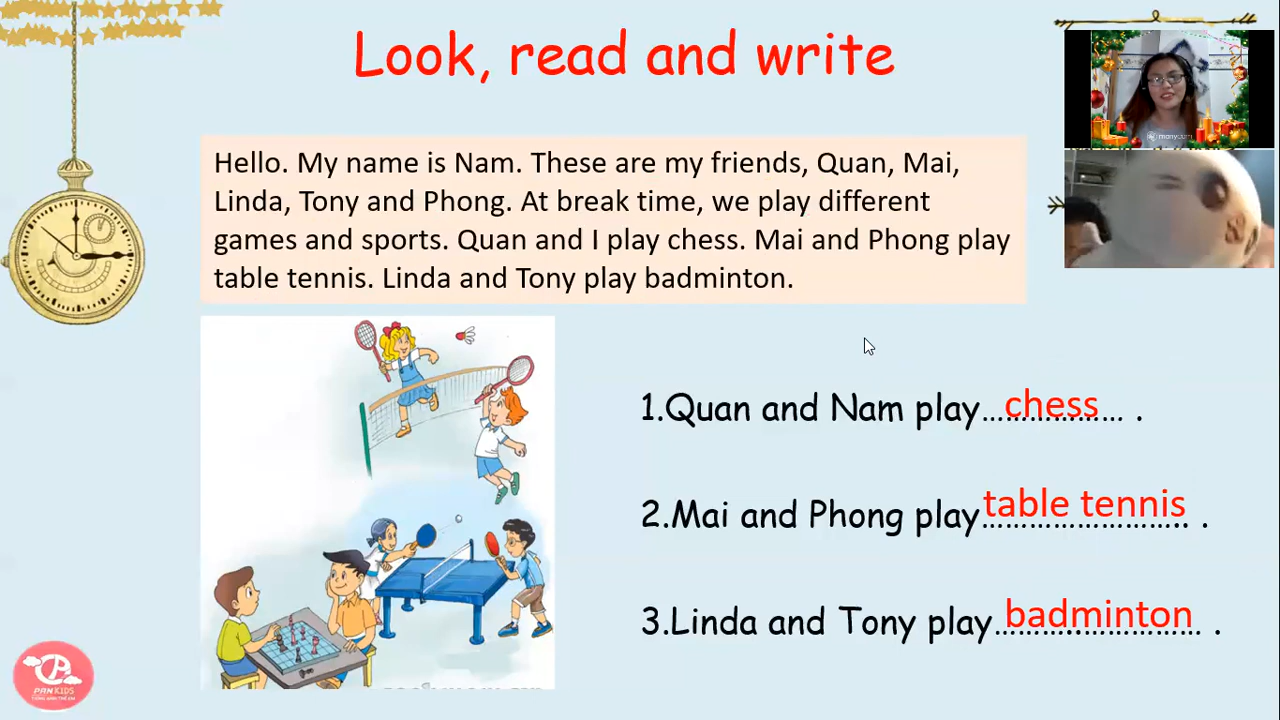 Look, read and write
Hello. My name is Nam. These are my friends, Quan, Mai,
Linda, Tony and Phong. At break time, we play different
games and sports. Quan and I play chess. Mai and Phong play
table tennis. Linda and Tony play badminton.
1.Quan and Nam play……chess…… .
2.Mai and Phong play……table tennis…….. .
3.Linda and Tony play……badminton…… .
manycam
PAN KIDS